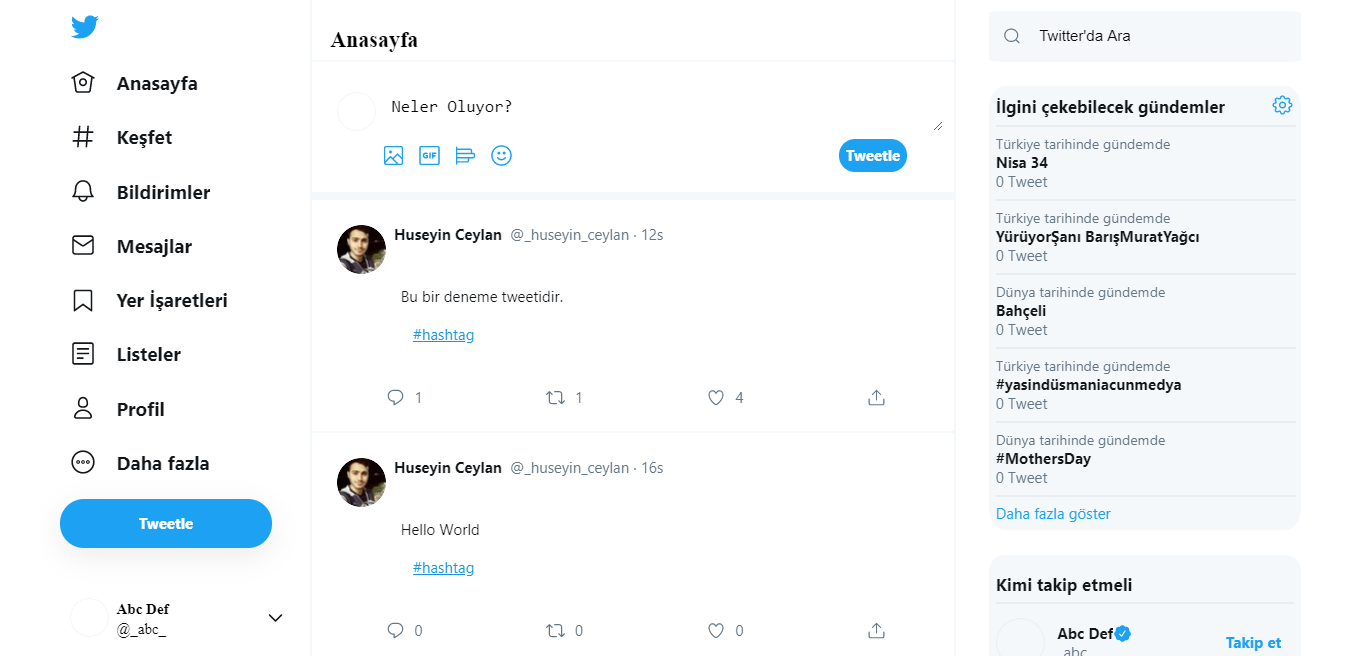 Anasayfa
Keşfet
Bildirimler
Mesajlar
Yer İşaretleri
Listeler
Profil
Daha fazla
Tweetle
Abc Def
@_abc_
Anasayfa
Neler Oluyor?
GIF
Tweetle
Huseyin Ceylan @_huseyin_ceylan · 12s
Bu bir deneme tweetidir.
#hashtag
1 1 4
Huseyin Ceylan @_huseyin_ceylan · 16s
Hello World
#hashtag
0 0 0
Twitter'da Ara
İlgini çekebilecek gündemler
Türkiye tarihinde gündemde
Nisa 34
0 Tweet
Türkiye tarihinde gündemde
YürüyorŞanı BarışMuratYağcı
0 Tweet
Dünya tarihinde gündemde
Bahçeli
0 Tweet
Türkiye tarihinde gündemde
#yasindüsmaniacunmedya
0 Tweet
Dünya tarihinde gündemde
#MothersDay
0 Tweet
Daha fazla göster
Kimi takip etmeli
Abc Def
_abc_
Takip et